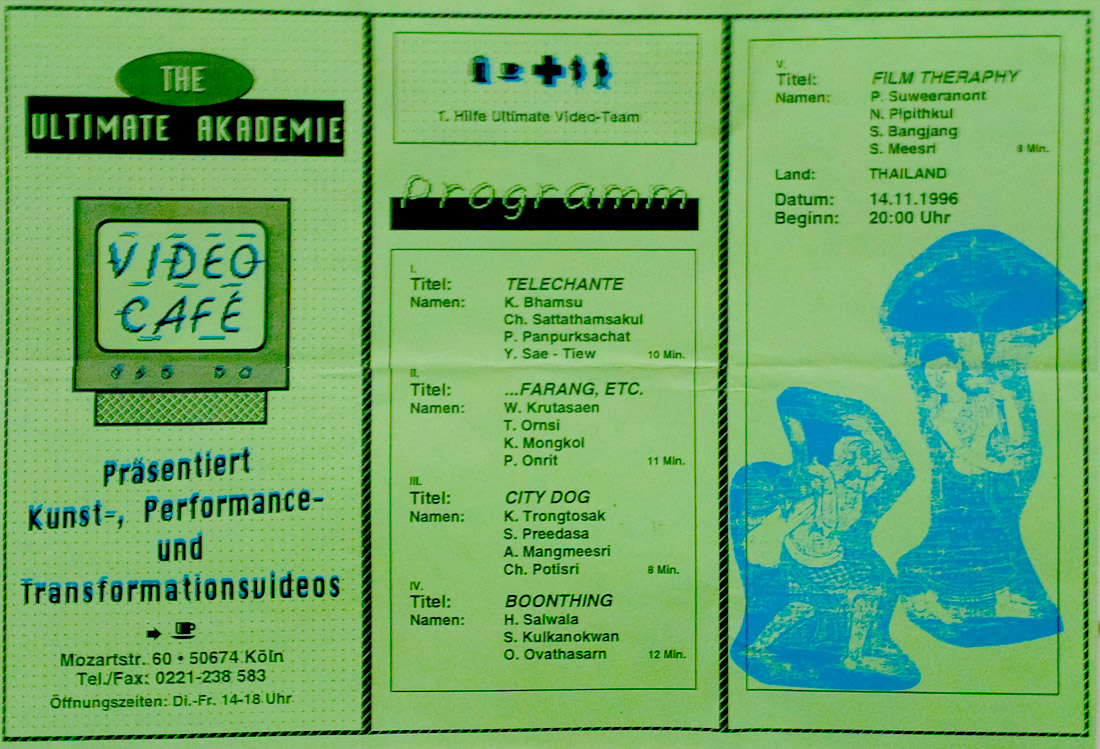 THE
ULTIMATE AKADEMIE
VIDEO
CAFÉ
Präsentiert
Kunst-, Performance-
und
Transformationsvideos
Mozartstr. 60 • 50674 Köln
Tel./Fax: 0221-238 583
Öffnungszeiten: Di.-Fr. 14-18 Uhr
1. Hilfe Ultimate Video-Team
Programm
I.
Titel: TELECHANTE
Namen: K. Bhamsu
Ch. Sattathamsakul
P. Panpurksachat
Y. Sae - Tiew 10 Min.
II.
Titel: ...FARANG, ETC.
Namen: W. Krutasaen
T. Ornsi
K. Mongkol
P. Onrit 11 Min.
III.
Titel: CITY DOG
Namen: K. Trongtosak
S. Preedasa
A. Mangmeesri
Ch. Potisri 8 Min.
IV.
Titel: BOONTHING
Namen: H. Salwala
S. Kulkanokwan
O. Ovathasarn 12 Min.
V.
Titel: FILM THERAPHY
Namen: P. Suweeranont
N. Pipithkul
S. Bangjang
S. Meesri 8 Min.
Land: THAILAND
Datum: 14.11.1996
Beginn: 20:00 Uhr